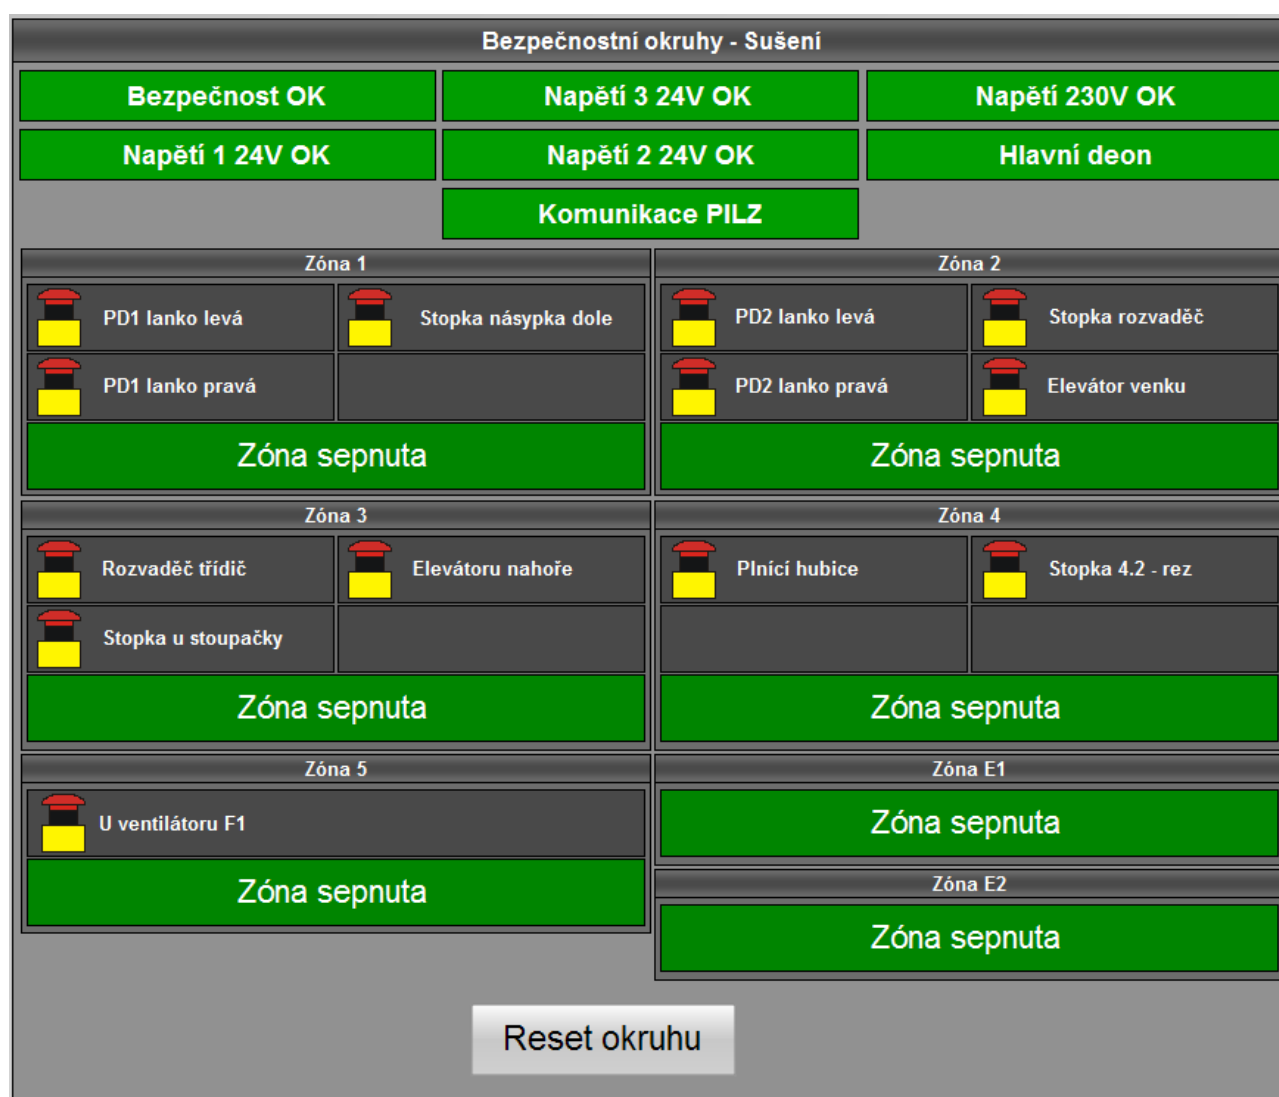 Bezpečnostní okruhy - Sušení
Bezpečnost OK
Napětí 3 24V OK
Napětí 230V OK
Napětí 1 24V OK
Napětí 2 24V OK
Hlavní deon
Komunikace PILZ
Zóna 1
PD1 lanko levá
Stopka násypka dole
PD1 lanko pravá
Zóna sepnuta
Zóna 2
PD2 lanko levá
Stopka rozvaděč
PD2 lanko pravá
Elevátor venku
Zóna sepnuta
Zóna 3
Rozvaděč třídič
Elevátoru nahoře
Stopka u stoupačky
Zóna sepnuta
Zóna 4
Plnící hubice
Stopka 4.2 - rez
Zóna sepnuta
Zóna 5
U ventilátoru F1
Zóna sepnuta
Zóna E1
Zóna sepnuta
Zóna E2
Zóna sepnuta
Reset okruhu